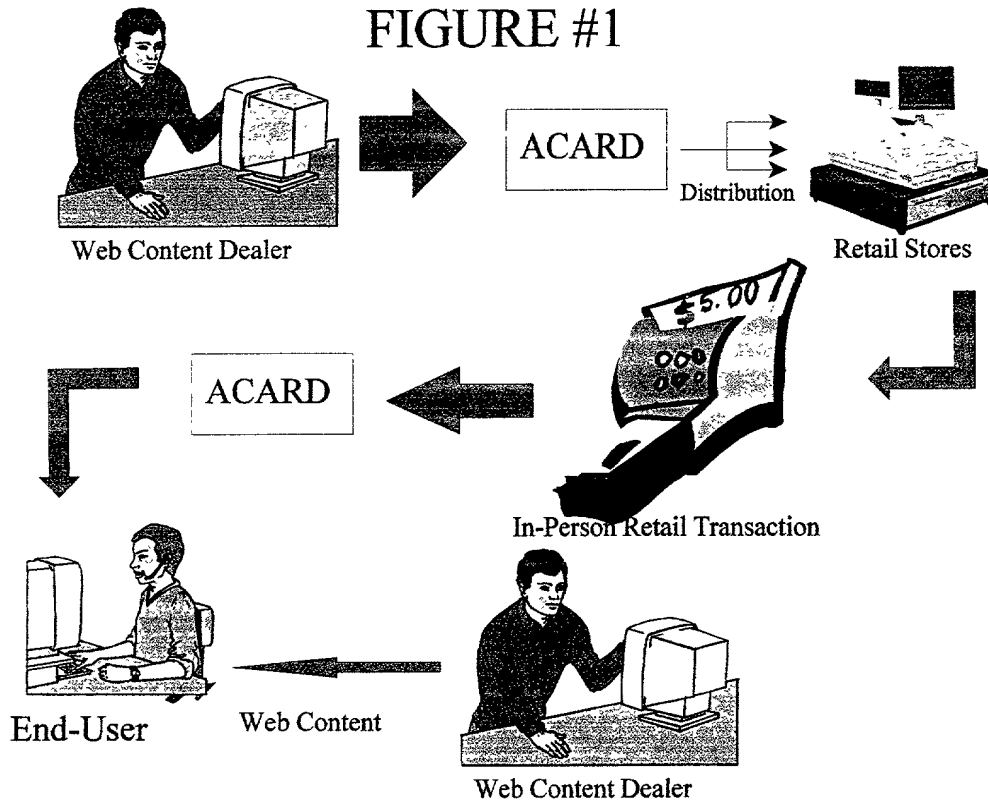 FIGURE #1
ACARD
Distribution
Web Content Dealer
Retail Stores
$5.00
ACARD
In-Person Retail Transaction
End-User
Web Content
Web Content Dealer